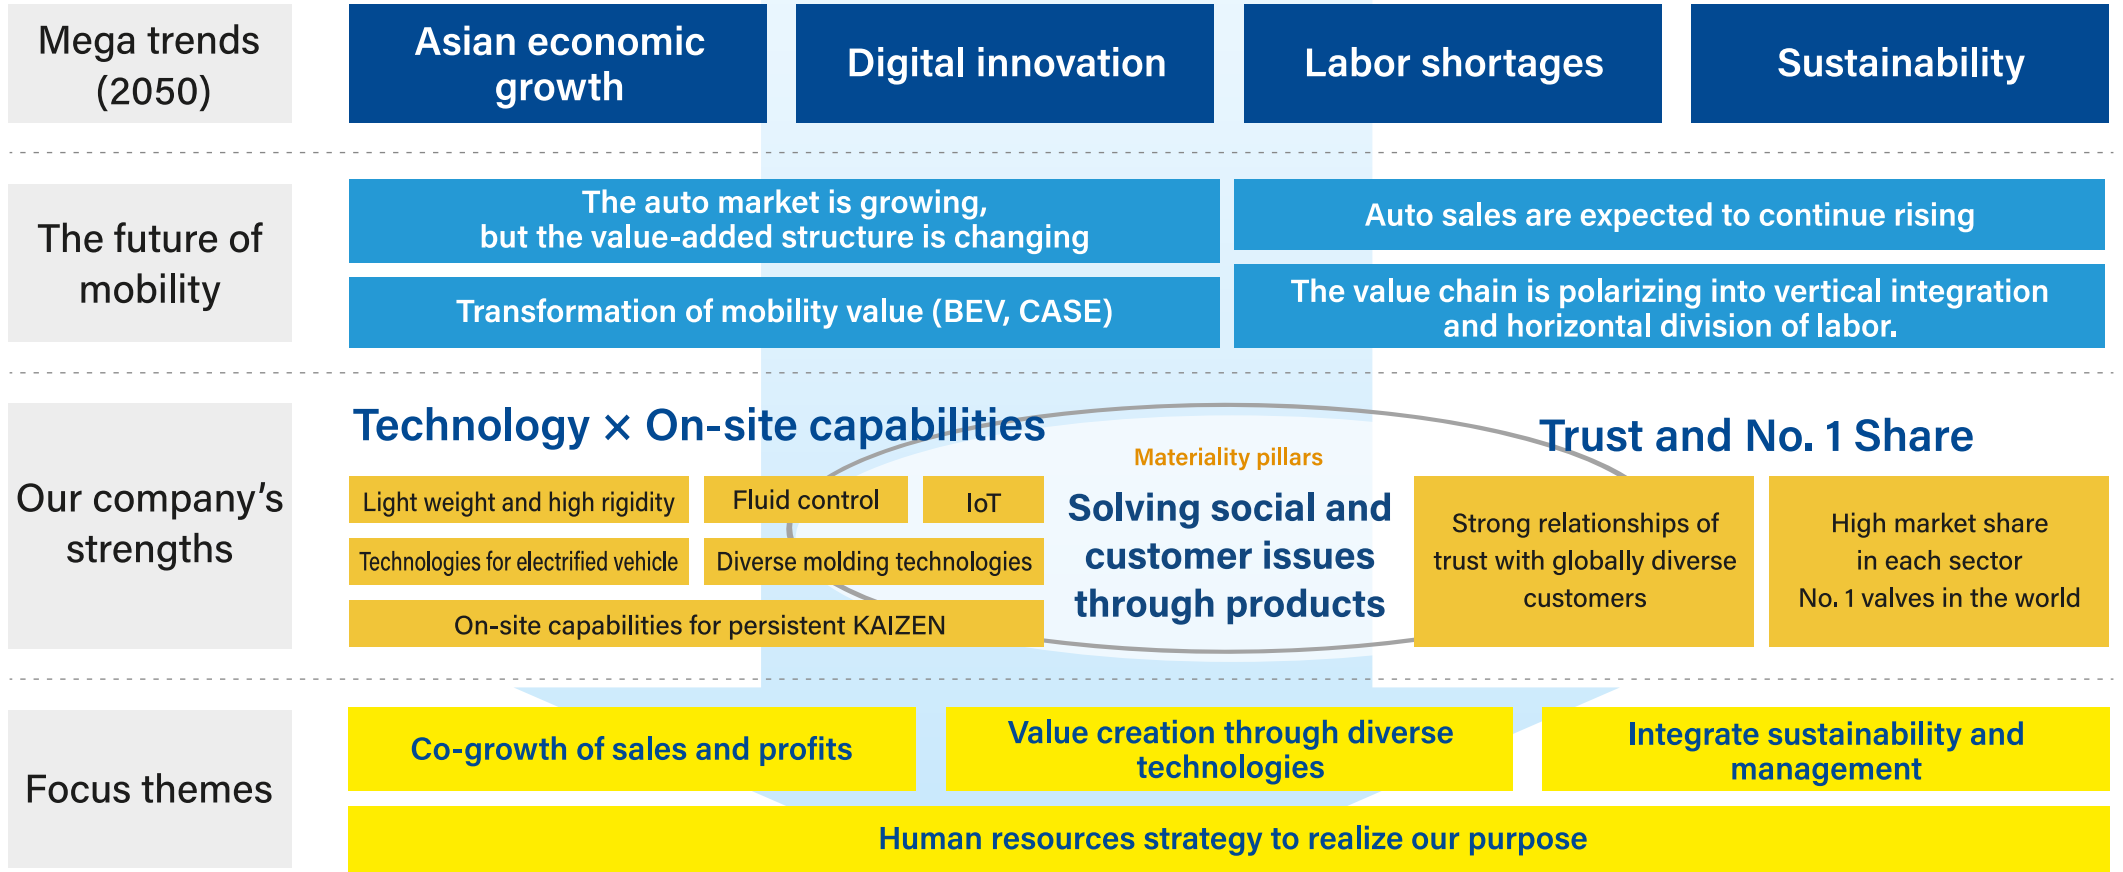 Mega trends
(2050)
Asian economic
growth
Digital innovation
Labor shortages
Sustainability
The future of
mobility
The auto market is growing,
but the value-added structure is changing
Auto sales are expected to continue rising
Transformation of mobility value (BEV, CASE)
The value chain is polarizing into vertical integration
and horizontal division of labor.
Our company's
strengths
Technology × On-site capabilities
Light weight and high rigidity
Fluid control
IoT
Technologies for electrified vehicle
Diverse molding technologies
On-site capabilities for persistent KAIZEN
Materiality pillars
Solving social and
customer issues
through products
Trust and No. 1 Share
Strong relationships of
trust with globally diverse
customers
High market share
in each sector
No. 1 valves in the world
Focus themes
Co-growth of sales and profits
Value creation through diverse
technologies
Integrate sustainability and
management
Human resources strategy to realize our purpose